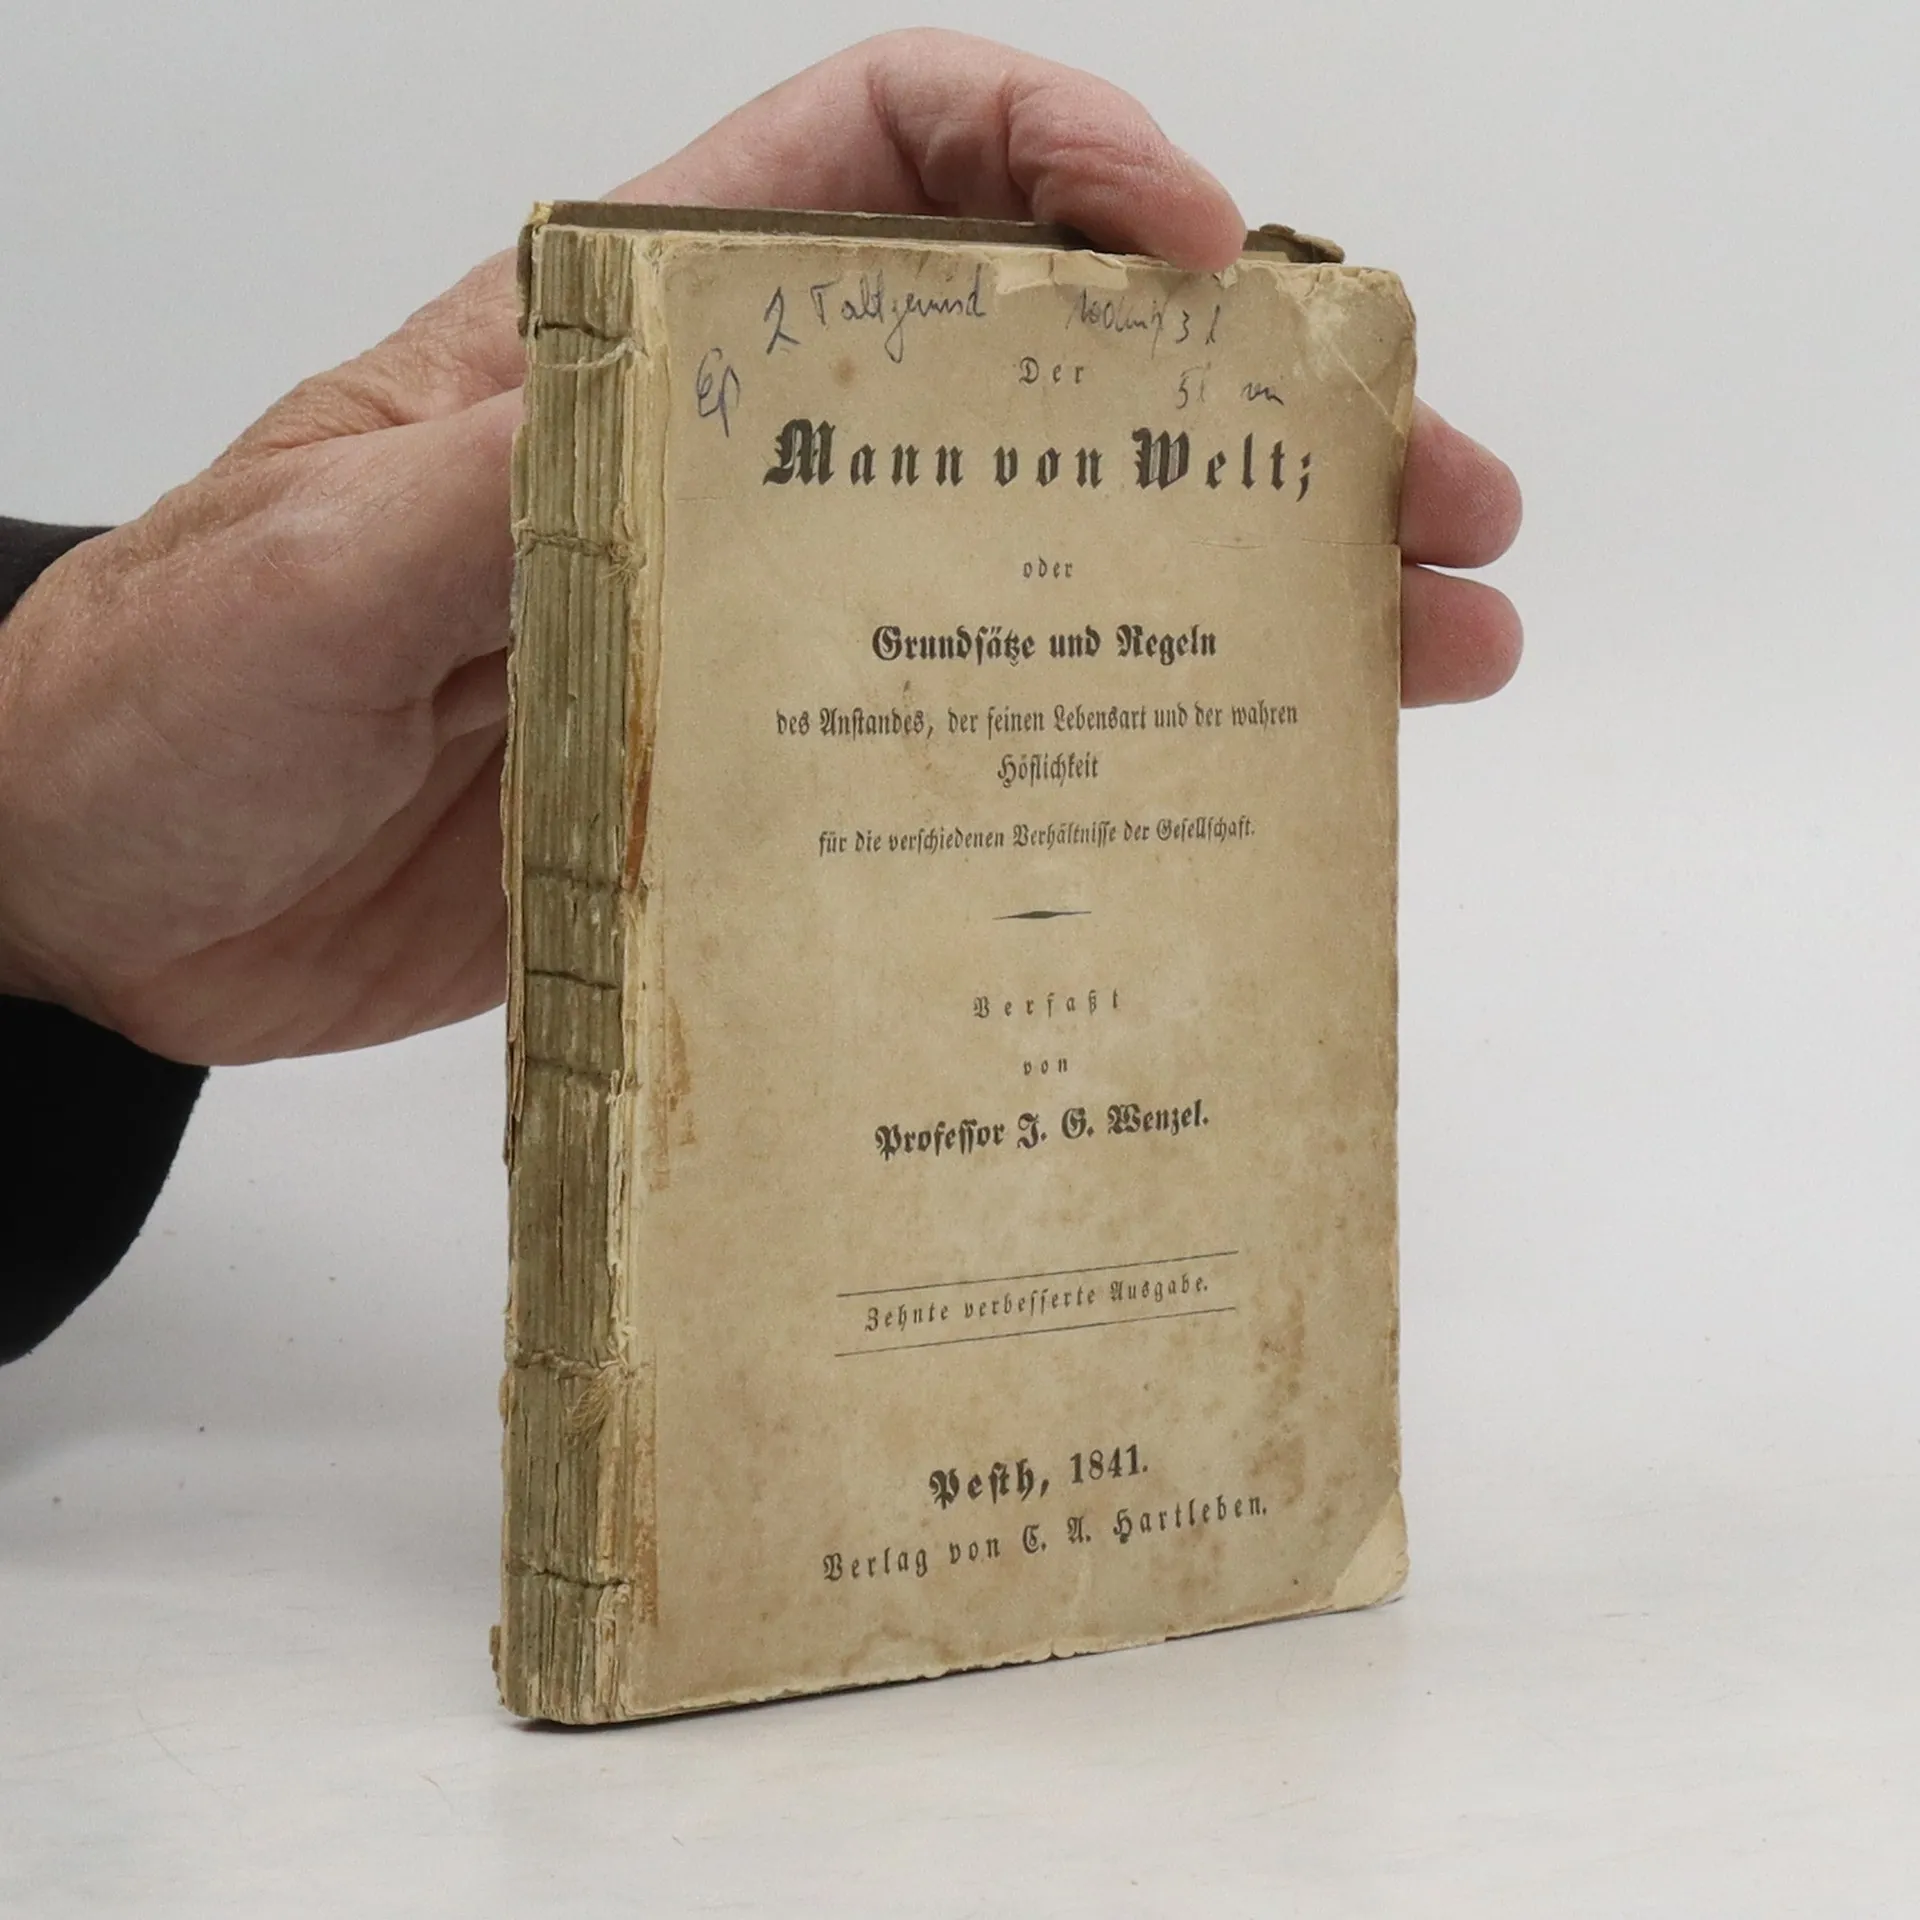 Der
Mann von Welt;
oder
Grundsätze und Regeln
des Anstandes, der feinen Lebensart und der wahren
Höflichkeit
für die verschiedenen Verhältnisse der Gesellschaft.
Verfaßt
von
Professor J. G. Wenzel.
Zehnte verbesserte Ausgabe.
Pesth, 1841.
Verlag von C. A. Hartleben.